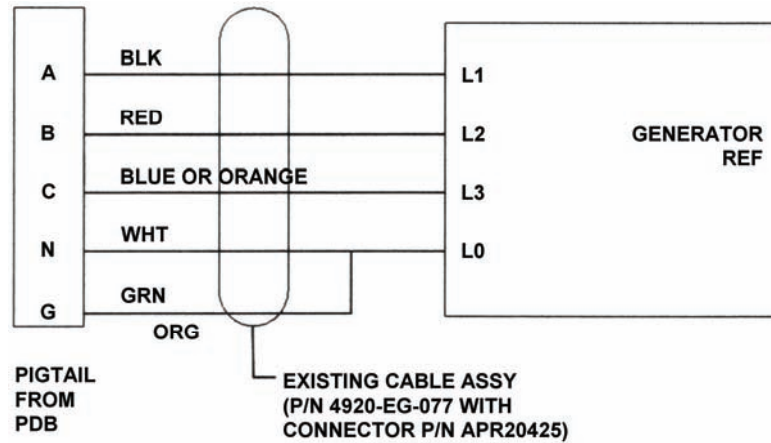 A BLK L1
B RED L2
GENERATOR
REF
C BLUE OR ORANGE L3
N WHT L0
G GRN
ORG
PIGTAIL
FROM
PDB
EXISTING CABLE ASSY
(P/N 4920-EG-077 WITH
CONNECTOR P/N APR20425)